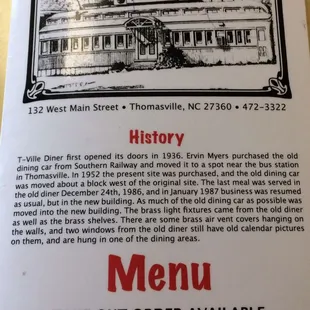 132 West Main Street • Thomasville, NC 27360 • 472-3322
History
T-Ville Diner first opened its doors in 1936. Ervin Myers purchased the old
dining car from Southern Railway and moved it to a spot near the bus station
in Thomasville. In 1952 the present site was purchased, and the old dining car
was moved about a block west of the original site. The last meal was served in
the old diner December 24th, 1986, and in January 1987 business was resumed
as usual, but in the new building. As much of the old dining car as possible was
moved into the new building. The brass light fixtures came from the old diner
as well as the brass shelves. There are some brass air vent covers hanging on
the walls, and two windows from the old diner still have old calendar pictures
on them, and are hung in one of the dining areas.
Menu
OUT ORDER AVAILABLE